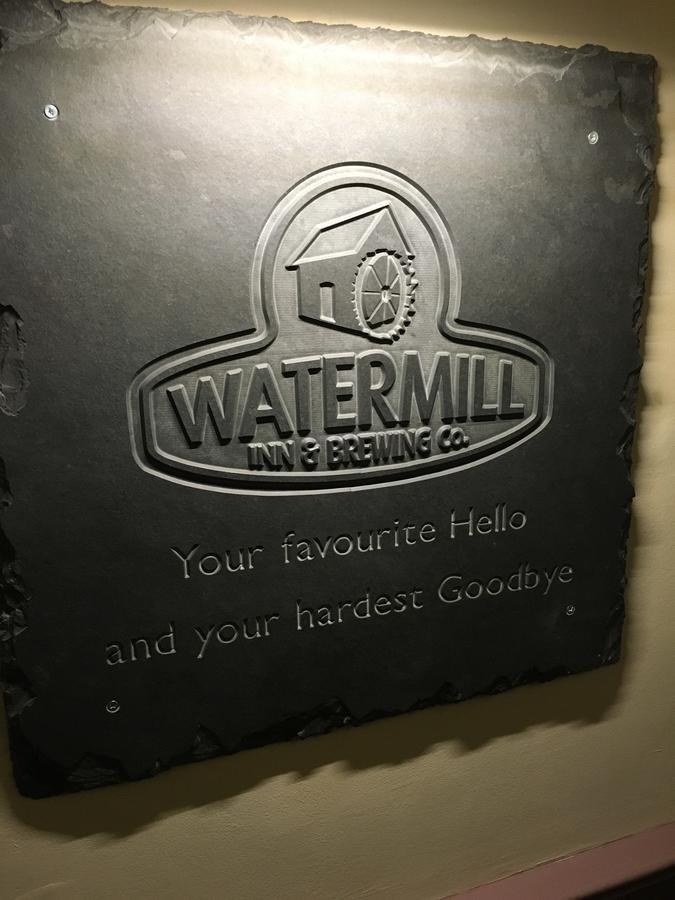 WATERMILL
INN & BREWING Co.
Your favourite Hello
and your hardest Goodbye